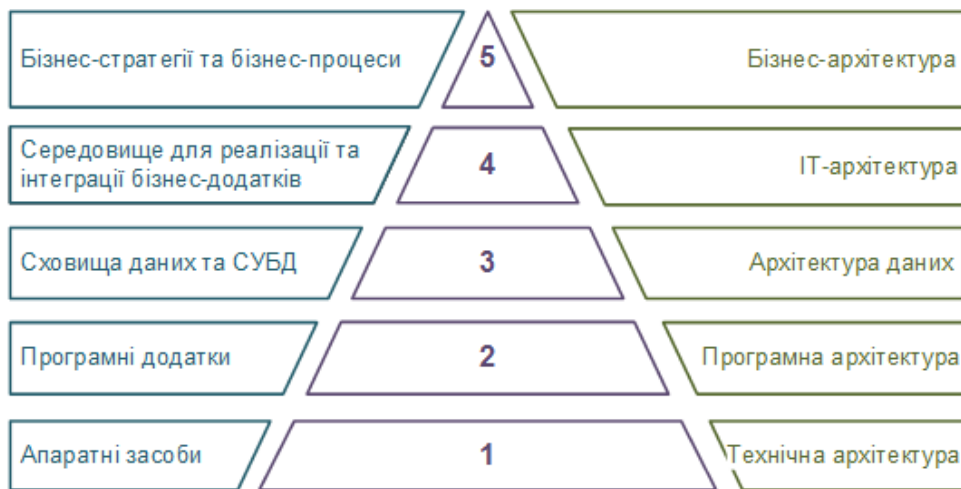 Бізнес-стратегії та бізнес-процеси
5
Бізнес-архітектура
Середовище для реалізації та
інтеграції бізнес-додатків
4
ІТ-архітектура
Сховища даних та СУБД
3
Архітектура даних
Програмні додатки
2
Програмна архітектура
Апаратні засоби
1
Технічна архітектура